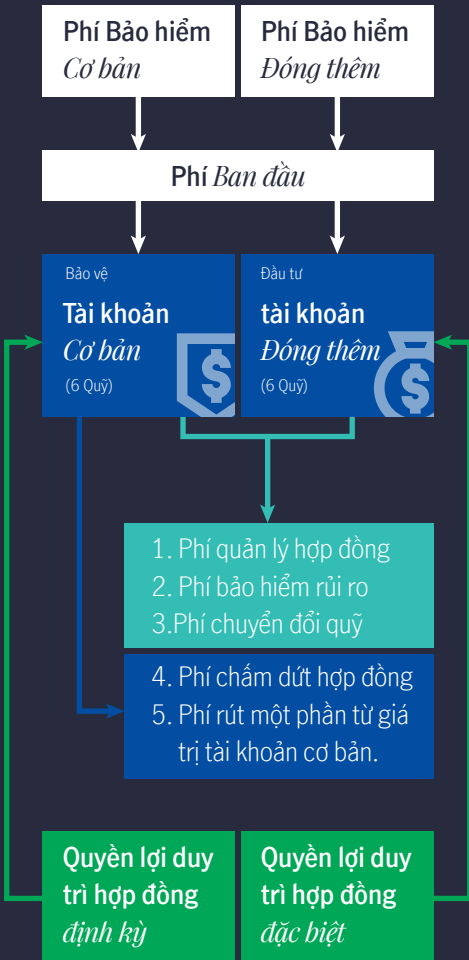 Phí Bảo hiểm
Cơ bản
Phí Bảo hiểm
Đóng thêm
Phí Ban đầu
Bảo vệ
Tài khoản
Cơ bản
(6 Quỹ)
Đầu tư
tài khoản
Đóng thêm
(6 Quỹ)
1. Phí quản lý hợp đồng
2. Phí bảo hiểm rủi ro
3.Phí chuyển đổi quỹ
4. Phí chấm dứt hợp đồng
5. Phí rút một phần từ giá
trị tài khoản cơ bản.
Quyền lợi duy
trì hợp đồng
định kỳ
Quyền lợi duy
trì hợp đồng
đặc biệt